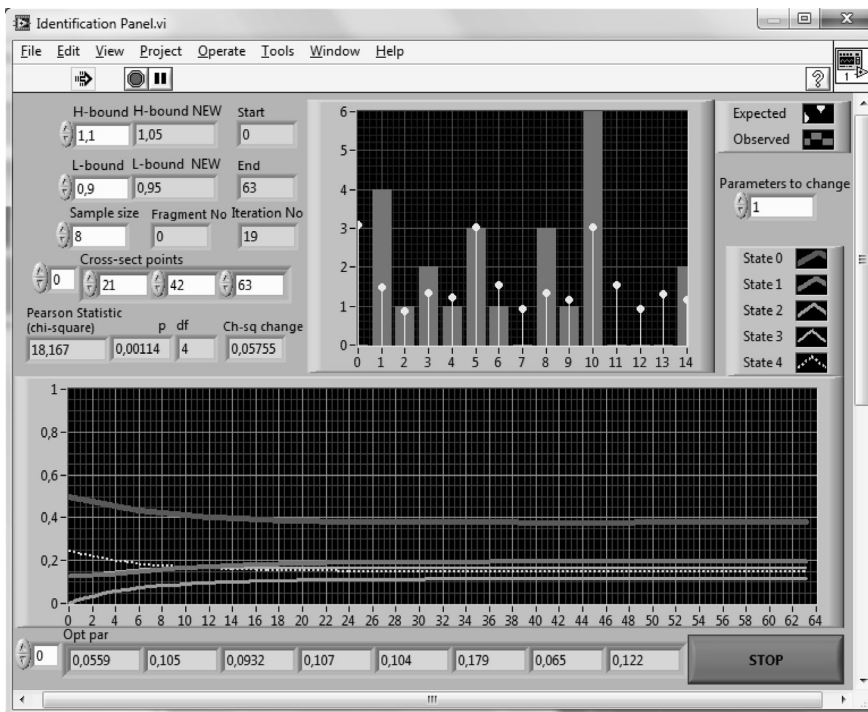 Identification Panel.vi
File Edit View Project Operate Tools Window Help
1
?
H-bound H-bound NEW Start
1,1 1,05 0
L-bound L-bound NEW End
0,9 0,95 63
Sample size Fragment No Iteration No
8 0 19
Cross-sect points
0 21 42 63
Pearson Statistic
(chi-square) p df Ch-sq change
18,167 0,00114 4 0,05755
6
5
4
3
2
1
0
0 1 2 3 4 5 6 7 8 9 10 11 12 13 14
Expected
Observed
Parameters to change
1
State 0
State 1
State 2
State 3
State 4
1
0,8
0,6
0,4
0,2
0
0 2 4 6 8 10 12 14 16 18 20 22 24 26 28 30 32 34 36 38 40 42 44 46 48 50 52 54 56 58 60 62 64
Opt par
0 0,0559 0,105 0,0932 0,107 0,104 0,179 0,065 0,122
STOP